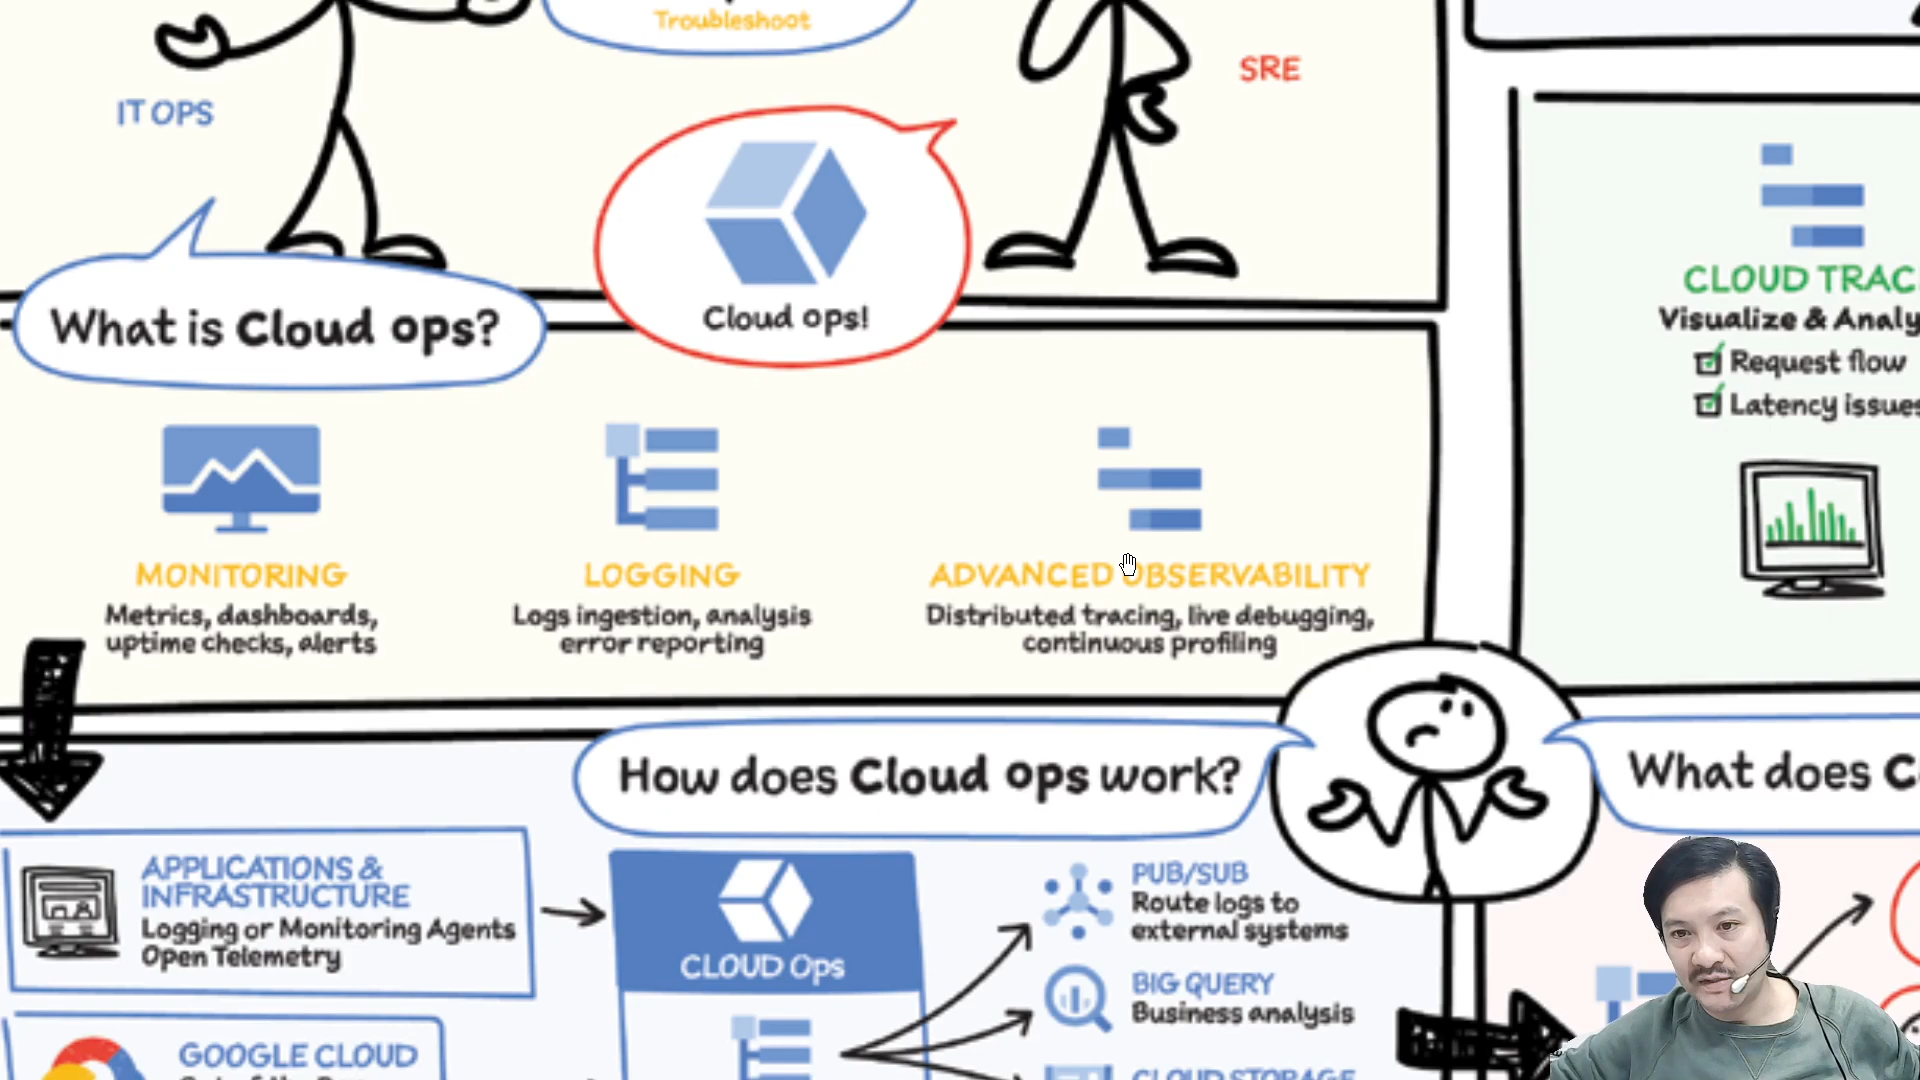 Troubleshoot
IT OPS
SRE
Cloud ops!
What is Cloud ops?
MONITORING
Metrics, dashboards,
uptime checks, alerts
LOGGING
Logs ingestion, analysis
error reporting
ADVANCED OBSERVABILITY
Distributed tracing, live debugging,
continuous profiling
CLOUD TRAC
Visualize & Analy
Request flow
Latency issues
How does Cloud ops work?
What does C
APPLICATIONS &
INFRASTRUCTURE
Logging or Monitoring Agents
Open Telemetry
CLOUD Ops
PUB/SUB
Route logs to
external systems
BIG QUERY
Business analysis
GOOGLE CLOUD
CLOUD STORAGE